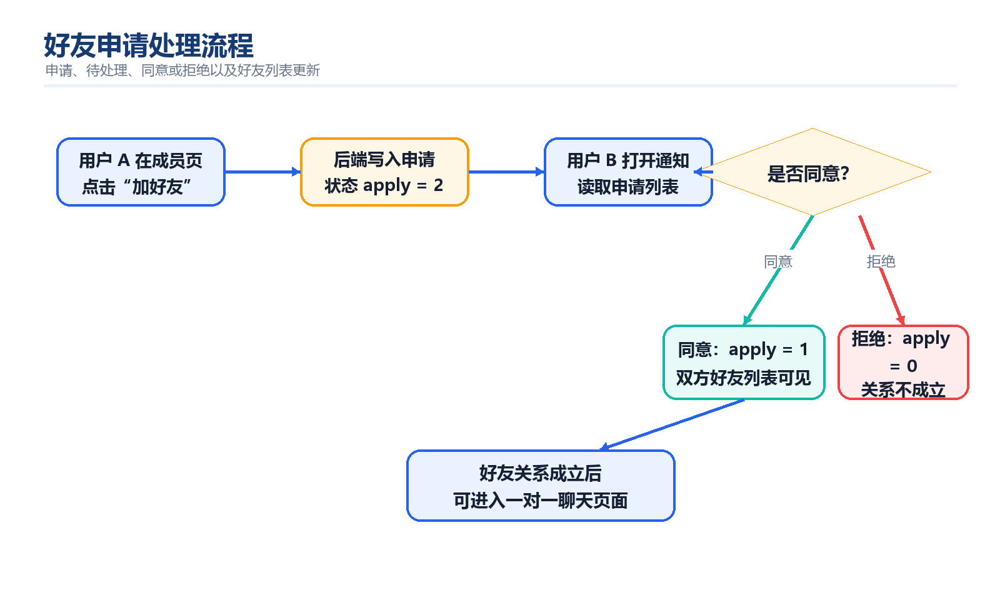 好友申请处理流程
申请、待处理、同意或拒绝以及好友列表更新
用户 A 在成员页
点击“加好友”
后端写入申请
状态 apply = 2
用户 B 打开通知
读取申请列表
是否同意？
同意
拒绝
同意：apply = 1
双方好友列表可见
拒绝：apply
= 0
关系不成立
好友关系成立后
可进入一对一聊天页面